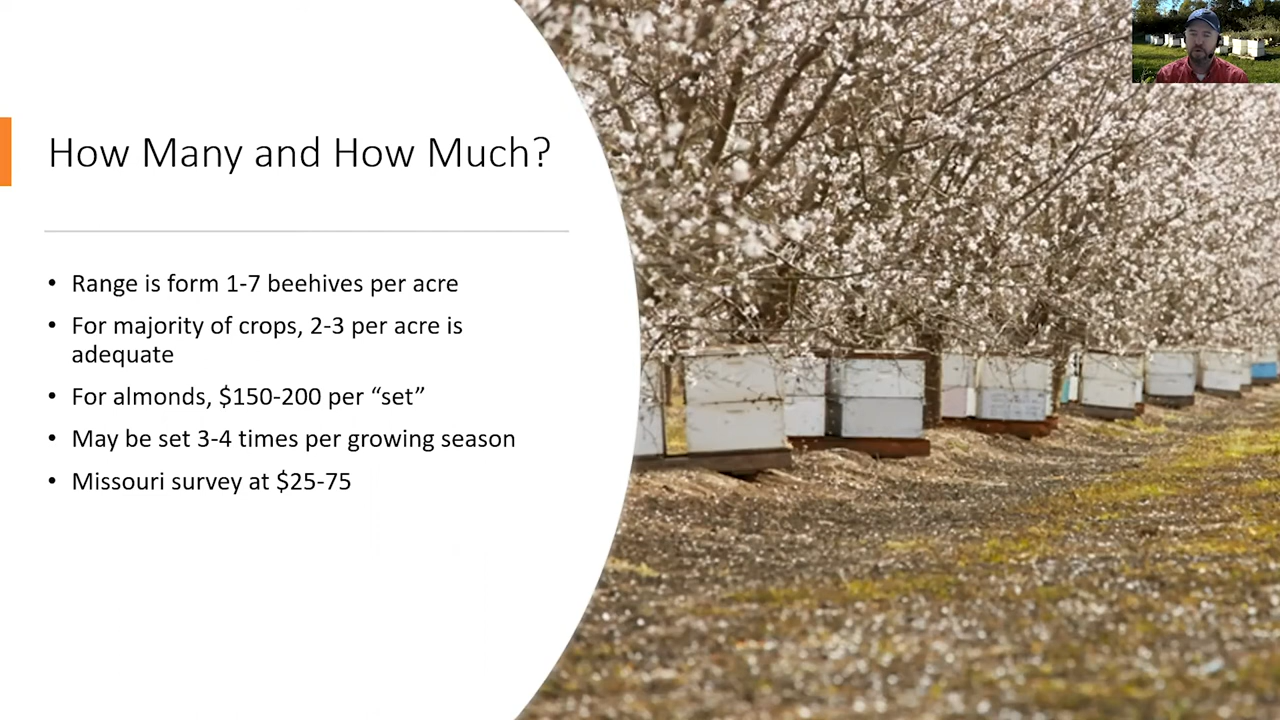 How Many and How Much?
• Range is form 1-7 beehives per acre
• For majority of crops, 2-3 per acre is
adequate
• For almonds, $150-200 per “set”
• May be set 3-4 times per growing season
• Missouri survey at $25-75